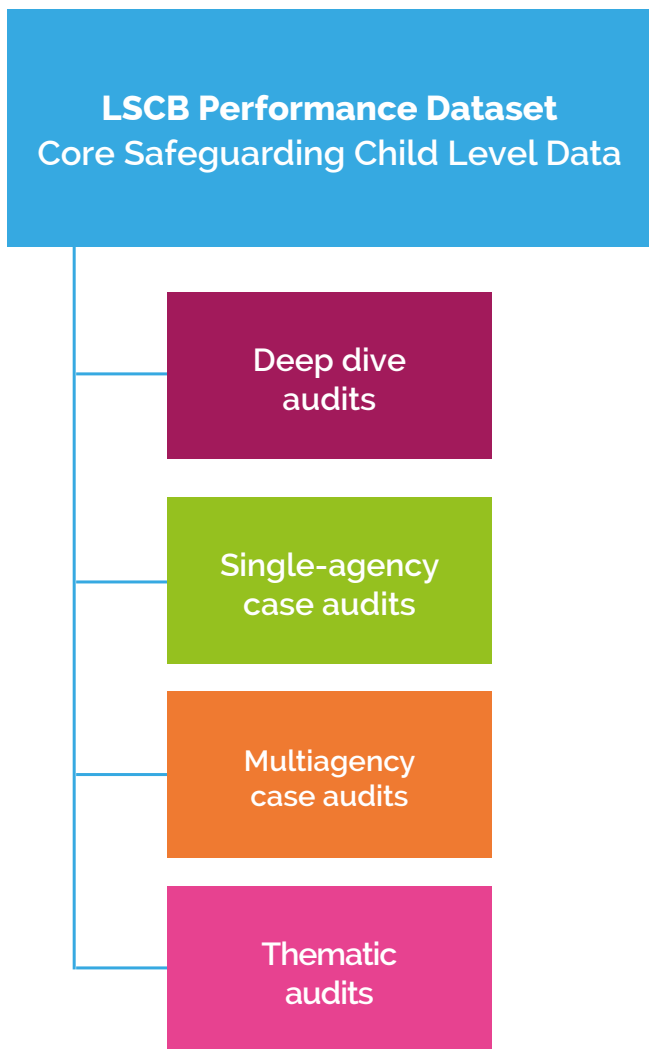 LSCB Performance Dataset
Core Safeguarding Child Level Data
Deep dive
audits
Single-agency
case audits
Multiagency
case audits
Thematic
audits